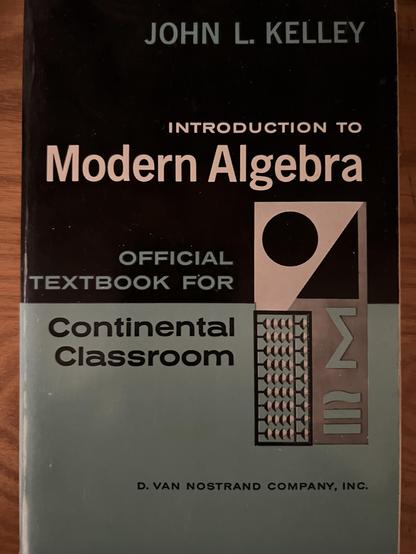 JOHN L. KELLEY
INTRODUCTION TO
Modern Algebra
OFFICIAL
TEXTBOOK FOR
Continental
Classroom
D. VAN NOSTRAND COMPANY, INC.